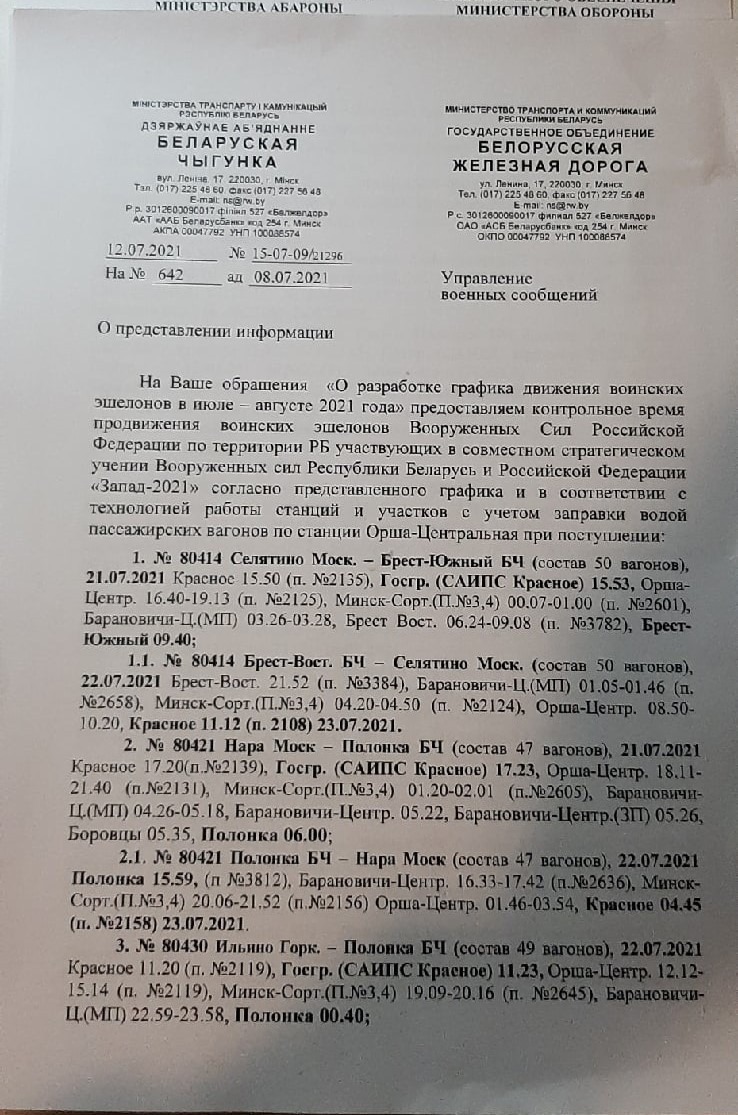 МІНІСТЭРСТВА АБАРОНЫ
МИНИСТЕРСТВА ОБОРОНЫ
МІНІСТЭРСТВА ТРАНСПАРТУ І КАМУНІКАЦЫЙ
РЭСПУБЛІКІ БЕЛАРУСЬ
ДЗЯРЖАЎНАЕ АБ'ЯДНАННЕ
БЕЛАРУСКАЯ
ЧЫГУНКА
вул. Леніна, 17, 220030, г. Мінск
Тэл. (017) 225 48 60, факс (017) 227 56 48
E-mail: ns@rw.by
Р р. 3012600090017 філіял 527 «Белжелдор»
ААТ «ААБ Беларусбанк» код 254 г. Минск
АКПА 00047792 УНП 100088574
12.07.2021 № 15-07-09/21296
На № 642 ад 08.07.2021
МИНИСТЕРСТВО ТРАНСПОРТА И КОММУНИКАЦИЙ
РЕСПУБЛИКИ БЕЛАРУСЬ
ГОСУДАРСТВЕННОЕ ОБЪЕДИНЕНИЕ
БЕЛОРУССКАЯ
ЖЕЛЕЗНАЯ ДОРОГА
ул. Ленина, 17, 220030, г. Минск
Тел. (017) 225 48 60, факс (017) 227 56 48
E-mail: ns@rw.by
Р с. 3012600090017 филиал 527 «Белжелдор»
ОАО «АСБ Беларусбанк» код 254 г. Минск
ОКПО 00047792 УНП 100088574
Управление
военных сообщений
О представлении информации
На Ваше обращения «О разработке графика движения воинских
эшелонов в июле – августе 2021 года» предоставляем контрольное время
продвижения воинских эшелонов Вооруженных Сил Российской
Федерации по территории РБ участвующих в совместном стратегическом
учении Вооруженных сил Республики Беларусь и Российской Федерации
«Запад-2021» согласно представленного графика и в соответствии с
технологией работы станций и участков с учетом заправки водой
пассажирских вагонов по станции Орша-Центральная при поступлении:
1. № 80414 Селятино Моск. – Брест-Южный БЧ (состав 50 вагонов),
21.07.2021 Красное 15.50 (п. №2135), Госгр. (САИПС Красное) 15.53, Орша-
Центр. 16.40-19.13 (п. №2125), Минск-Сорт.(П.№3,4) 00.07-01.00 (п. №2601),
Барановичи-Ц.(МП) 03.26-03.28, Брест Вост. 06.24-09.08 (п. №3782), Брест-
Южный 09.40;
1.1. № 80414 Брест-Вост. БЧ – Селятино Моск. (состав 50 вагонов),
22.07.2021 Брест-Вост. 21.52 (п. №3384), Барановичи-Ц.(МП) 01.05-01.46 (п.
№2658), Минск-Сорт.(П.№3,4) 04.20-04.50 (п. №2124), Орша-Центр. 08.50-
10.20, Красное 11.12 (п. 2108) 23.07.2021.
2. № 80421 Нара Моск – Полонка БЧ (состав 47 вагонов), 21.07.2021
Красное 17.20(п.№2139), Госгр. (САИПС Красное) 17.23, Орша-Центр. 18.11-
21.40 (п.№2131), Минск-Сорт.(П.№3,4) 01.20-02.01 (п.№2605), Барановичи-
Ц.(МП) 04.26-05.18, Барановичи-Центр. 05.22, Барановичи-Центр.(ЗП) 05.26,
Боровцы 05.35, Полонка 06.00;
2.1. № 80421 Полонка БЧ – Нара Моск (состав 47 вагонов), 22.07.2021
Полонка 15.59, (п №3812), Барановичи-Центр. 16.33-17.42 (п.№2636), Минск-
Сорт.(П.№3,4) 20.06-21.52 (п.№2156) Орша-Центр. 01.46-03.54, Красное 04.45
(п. №2158) 23.07.2021.
3. № 80430 Ильино Горк. – Полонка БЧ (состав 49 вагонов), 22.07.2021
Красное 11.20 (п. №2119), Госгр. (САИПС Красное) 11.23, Орша-Центр. 12.12-
15.14 (п. №2119), Минск-Сорт.(П.№3,4) 19.09-20.16 (п. №2645), Барановичи-
Ц.(МП) 22.59-23.58, Полонка 00.40;